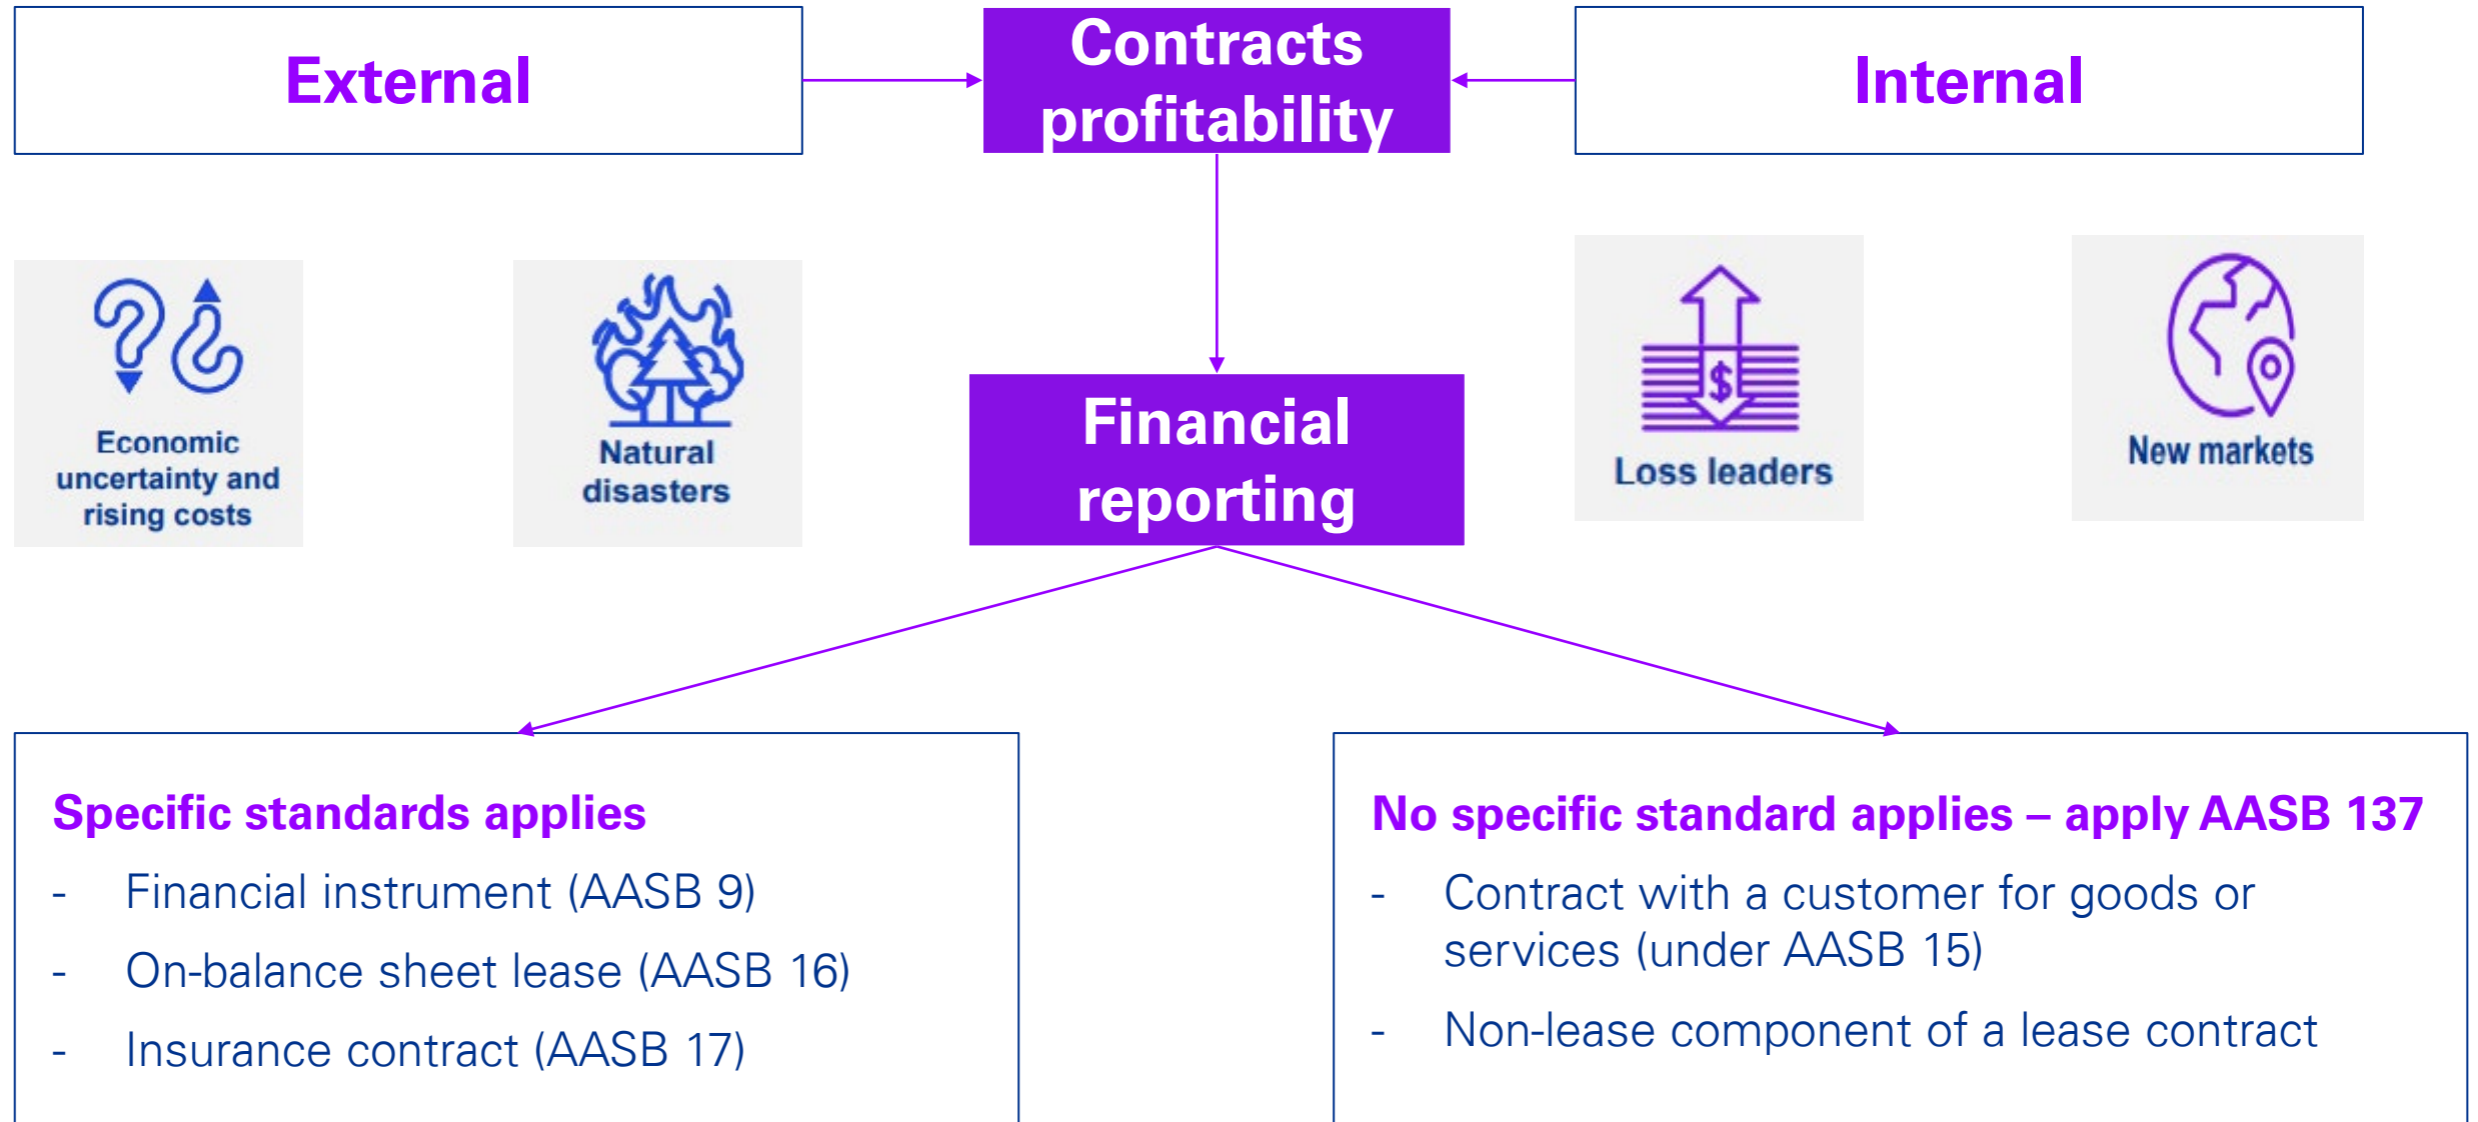 External
Contracts
profitability
Internal
Economic
uncertainty and
rising costs
Natural
disasters
$
Loss leaders
New markets
Financial
reporting
Specific standards applies
- Financial instrument (AASB 9)
- On-balance sheet lease (AASB 16)
- Insurance contract (AASB 17)
No specific standard applies – apply AASB 137
- Contract with a customer for goods or
services (under AASB 15)
- Non-lease component of a lease contract